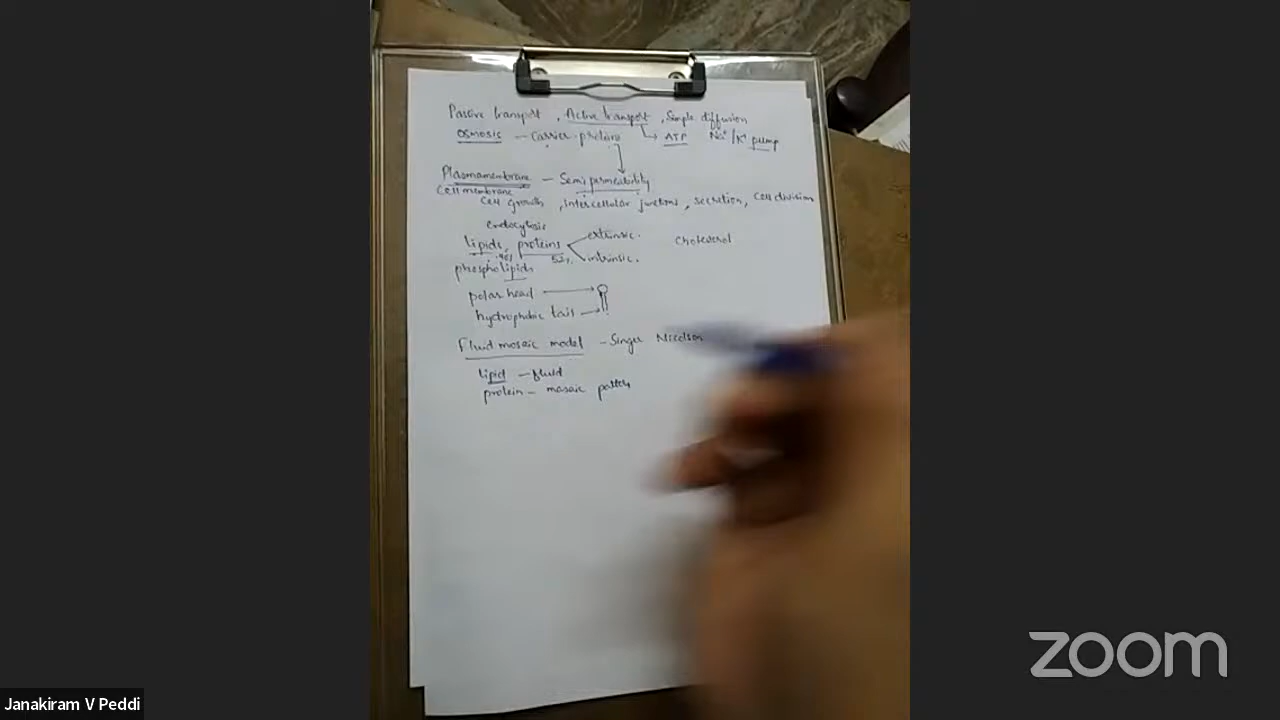 Passive transport , Active transport , Simple diffusion
Osmosis – Carrier proteins → ATP Na⁺/K⁺ pump
Plasmamembrane – Semi permeability
Cell membrane
Cell growth , intercellular junctions , secretion , Cell division
endocytosis
lipids, proteins extrinsic. Cholesterol
40% 52% intrinsic.
phospholipids
polar head
hydrophobic tails
Fluid mosaic model – Singer Nicolson
lipid – fluid
protein – mosaic pattern
zoom
Janakiram V Peddi